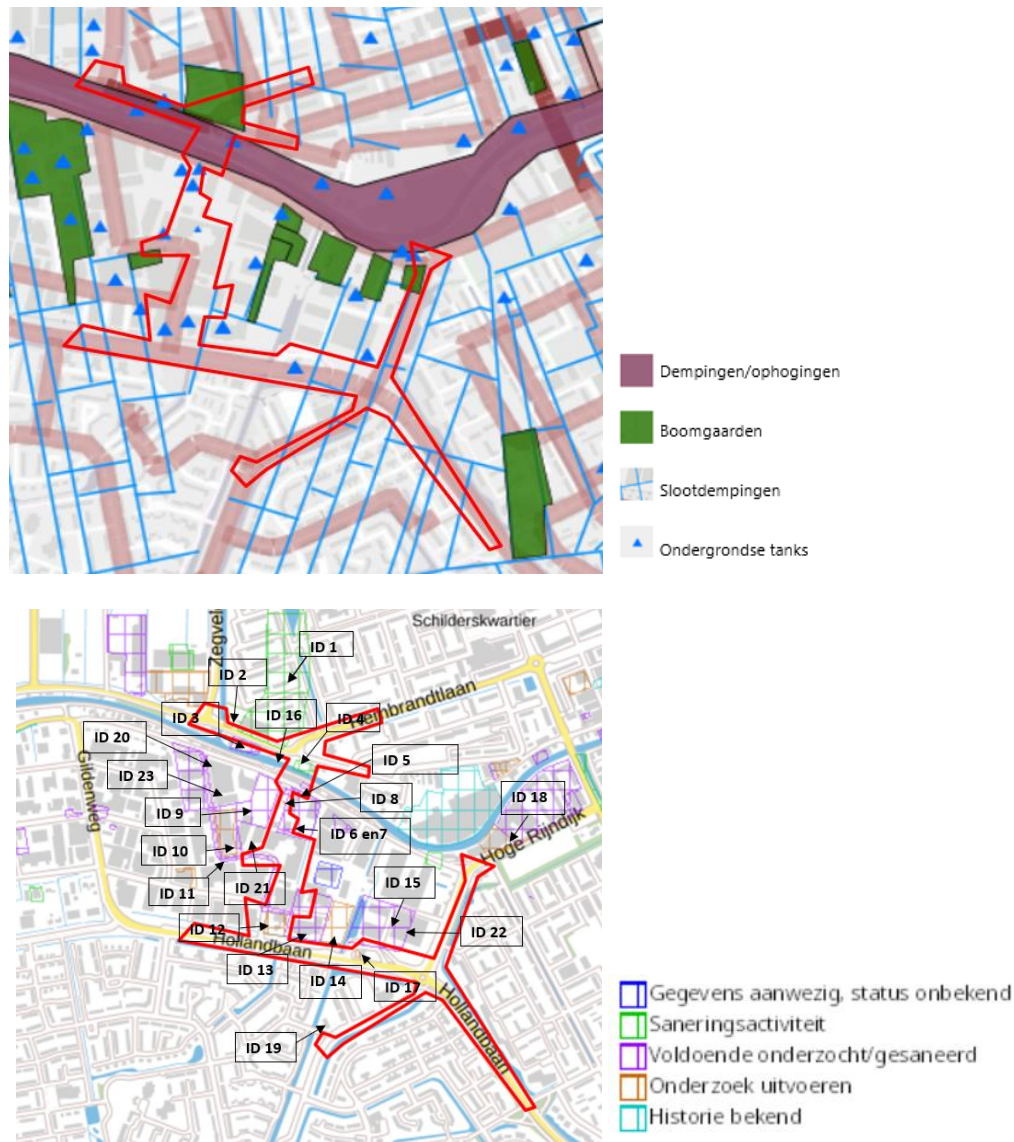 Dempingen/ophogingen
Boomgaarden
Slootdempingen
Ondergrondse tanks
Schilderskwartier
Zegvel
ID 1
ID 2
ID 3
ID 16
ID 4
Rembrandtlaan
ID 20
ID 5
Gildenweg
ID 23
ID 8
ID 18
ID 9
ID 6 en7
Hoge Rijndijk
ID 10
ID 11
ID 21
ID 15
ID 12
ID 22
Hollandbaan
ID 13
ID 14
ID 17
Hollandbaan
ID 19
Gegevens aanwezig, status onbekend
Saneringsactiviteit
Voldoende onderzocht/gesaneerd
Onderzoek uitvoeren
Historie bekend